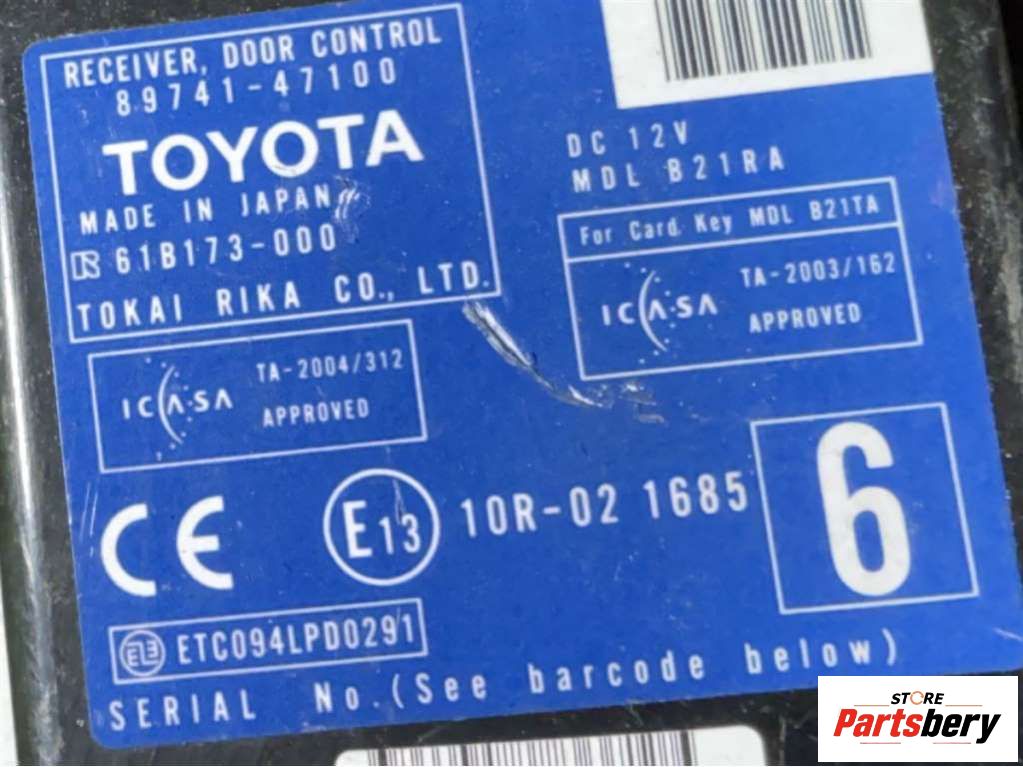 RECEIVER, DOOR CONTROL
89741-47100
TOYOTA
MADE IN JAPAN
61B173-000
TOKAI RIKA CO., LTD.
DC 12V
MDL B21RA
For Card Key MDL B21TA
ICASA
TA-2003/162
APPROVED
ICASA
TA-2004/312
APPROVED
CE
E13
10R-02 1685
6
ETC094LPD0291
SERIAL No. (See barcode below)
STORE
Partsbery